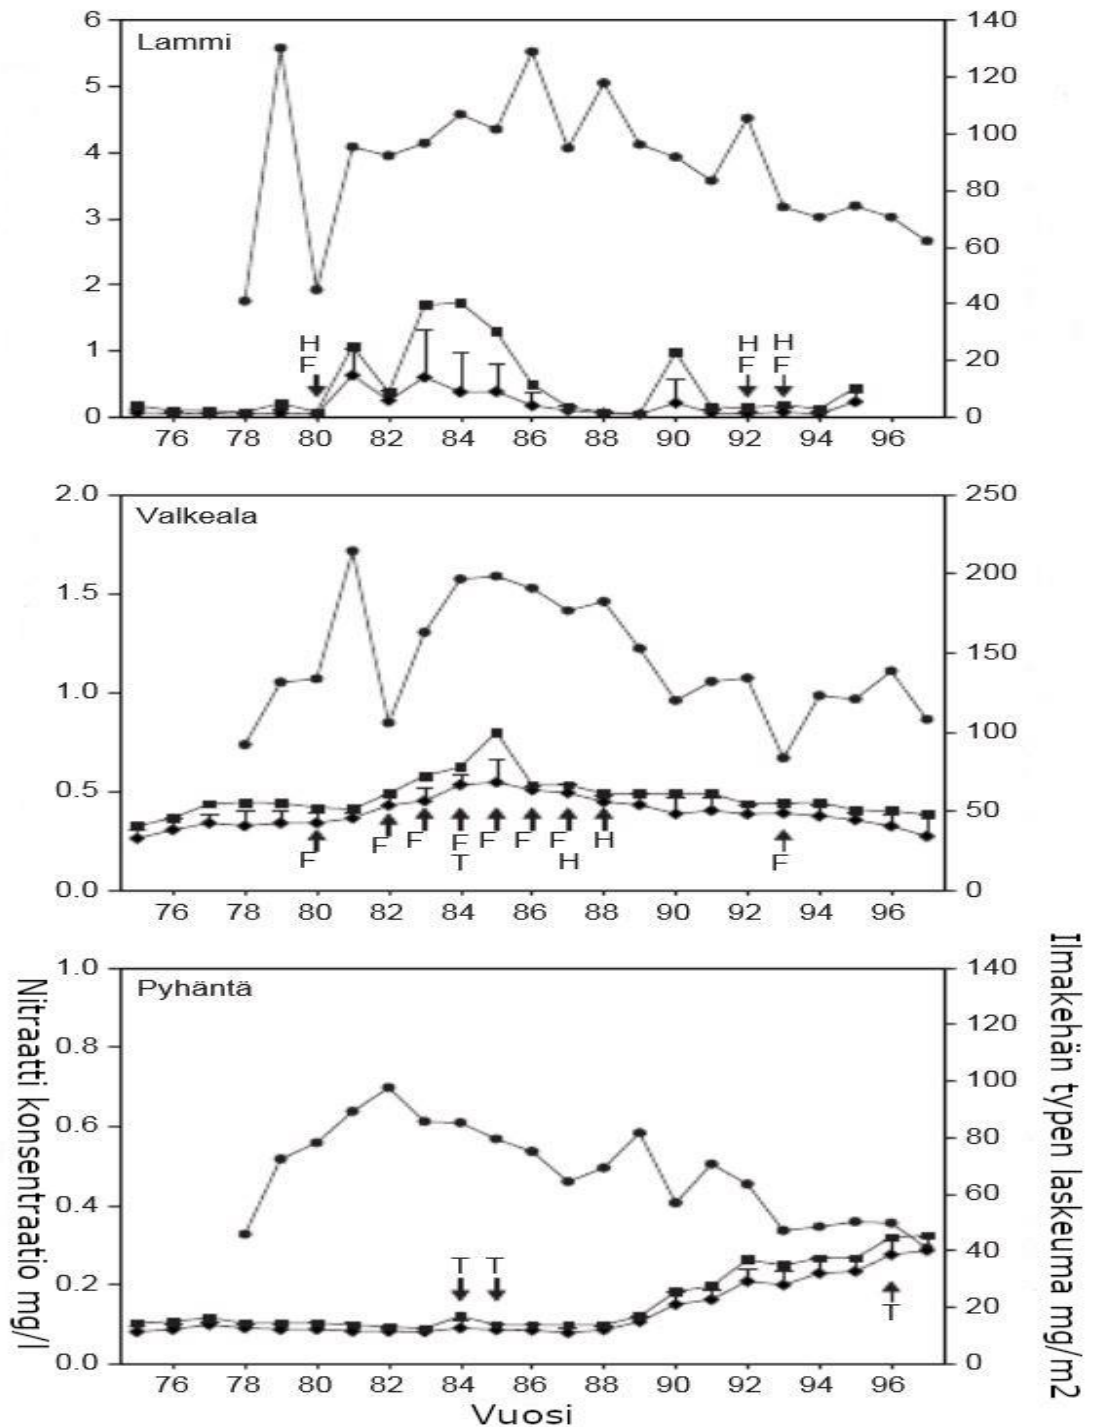 Lammi
6
5
4
3
2
1
0
140
120
100
80
60
40
20
0
H
F
H
F
H
F
76 78 80 82 84 86 88 90 92 94 96
Valkeala
2.0
1.5
1.0
0.5
0.0
250
200
150
100
50
0
F
F
F
F
T
F
F
F
H
H
F
76 78 80 82 84 86 88 90 92 94 96
Pyhäntä
1.0
0.8
0.6
0.4
0.2
0.0
140
120
100
80
60
40
20
0
T
T
T
76 78 80 82 84 86 88 90 92 94 96
Vuosi
Nitraatti konsentraatio mg/l
Ilmakehän typen laskeuma mg/m2